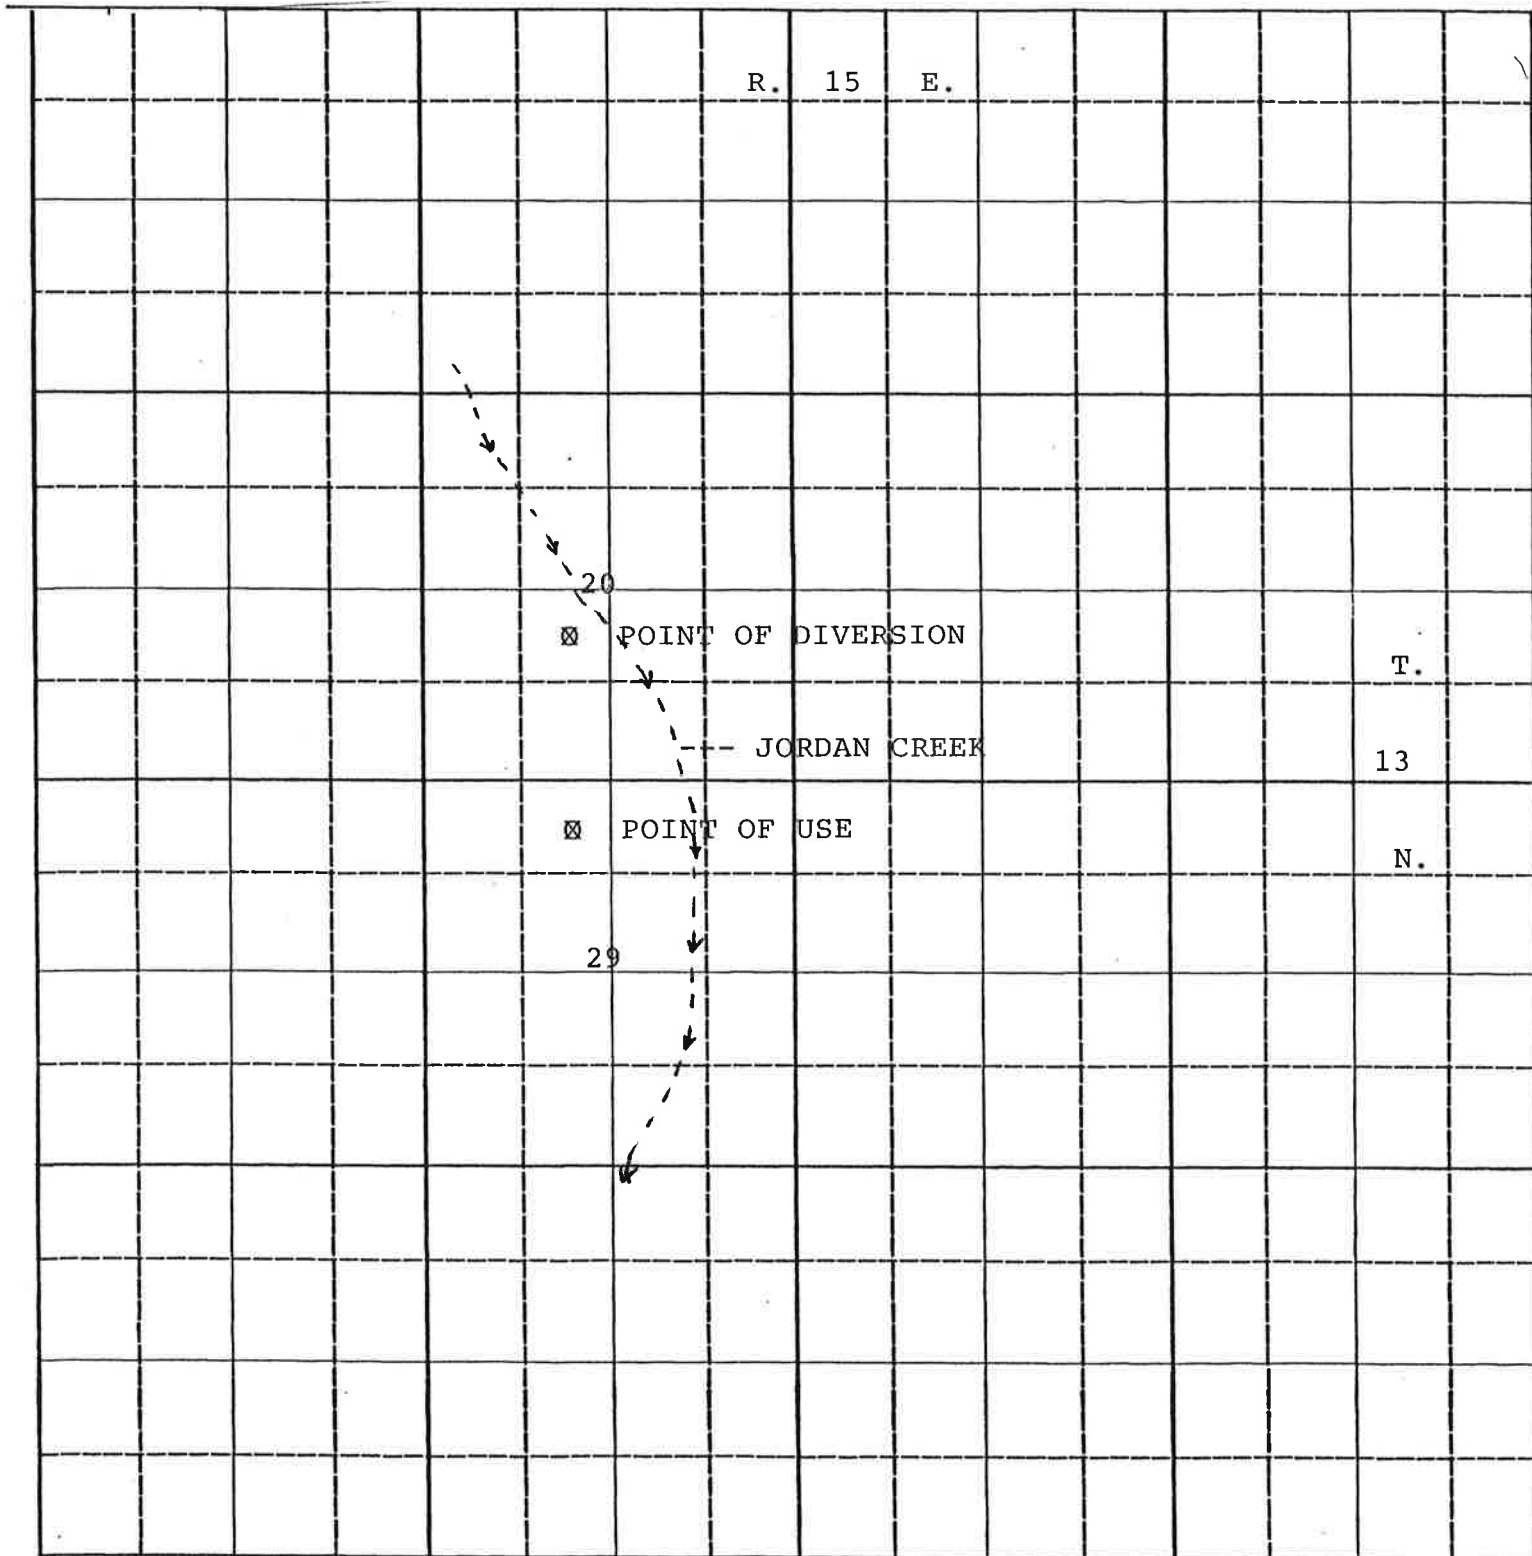 R. 15 E.
20
POINT OF DIVERSION
T.
JORDAN CREEK
13
POINT OF USE
N.
29